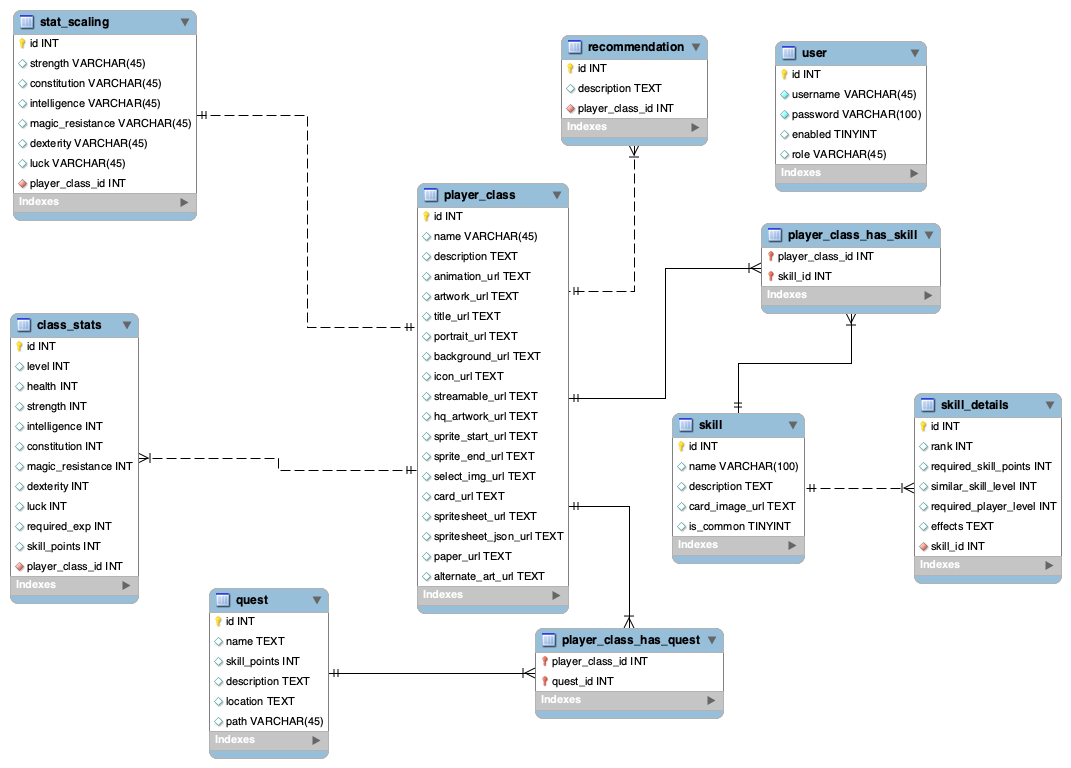 stat_scaling
id INT
strength VARCHAR(45)
constitution VARCHAR(45)
intelligence VARCHAR(45)
magic_resistance VARCHAR(45)
dexterity VARCHAR(45)
luck VARCHAR(45)
player_class_id INT
Indexes
recommendation
id INT
description TEXT
player_class_id INT
Indexes
user
id INT
username VARCHAR(45)
password VARCHAR(100)
enabled TINYINT
role VARCHAR(45)
Indexes
player_class
id INT
name VARCHAR(45)
description TEXT
animation_url TEXT
artwork_url TEXT
title_url TEXT
portrait_url TEXT
background_url TEXT
icon_url TEXT
streamable_url TEXT
hq_artwork_url TEXT
sprite_start_url TEXT
sprite_end_url TEXT
select_img_url TEXT
card_url TEXT
spritesheet_url TEXT
spritesheet_json_url TEXT
paper_url TEXT
alternate_art_url TEXT
Indexes
player_class_has_skill
player_class_id INT
skill_id INT
Indexes
class_stats
id INT
level INT
health INT
strength INT
intelligence INT
constitution INT
magic_resistance INT
dexterity INT
luck INT
required_exp INT
skill_points INT
player_class_id INT
Indexes
skill
id INT
name VARCHAR(100)
description TEXT
card_image_url TEXT
is_common TINYINT
Indexes
skill_details
id INT
rank INT
required_skill_points INT
similar_skill_level INT
required_player_level INT
effects TEXT
skill_id INT
Indexes
quest
id INT
name TEXT
skill_points INT
description TEXT
location TEXT
path VARCHAR(45)
Indexes
player_class_has_quest
player_class_id INT
quest_id INT
Indexes